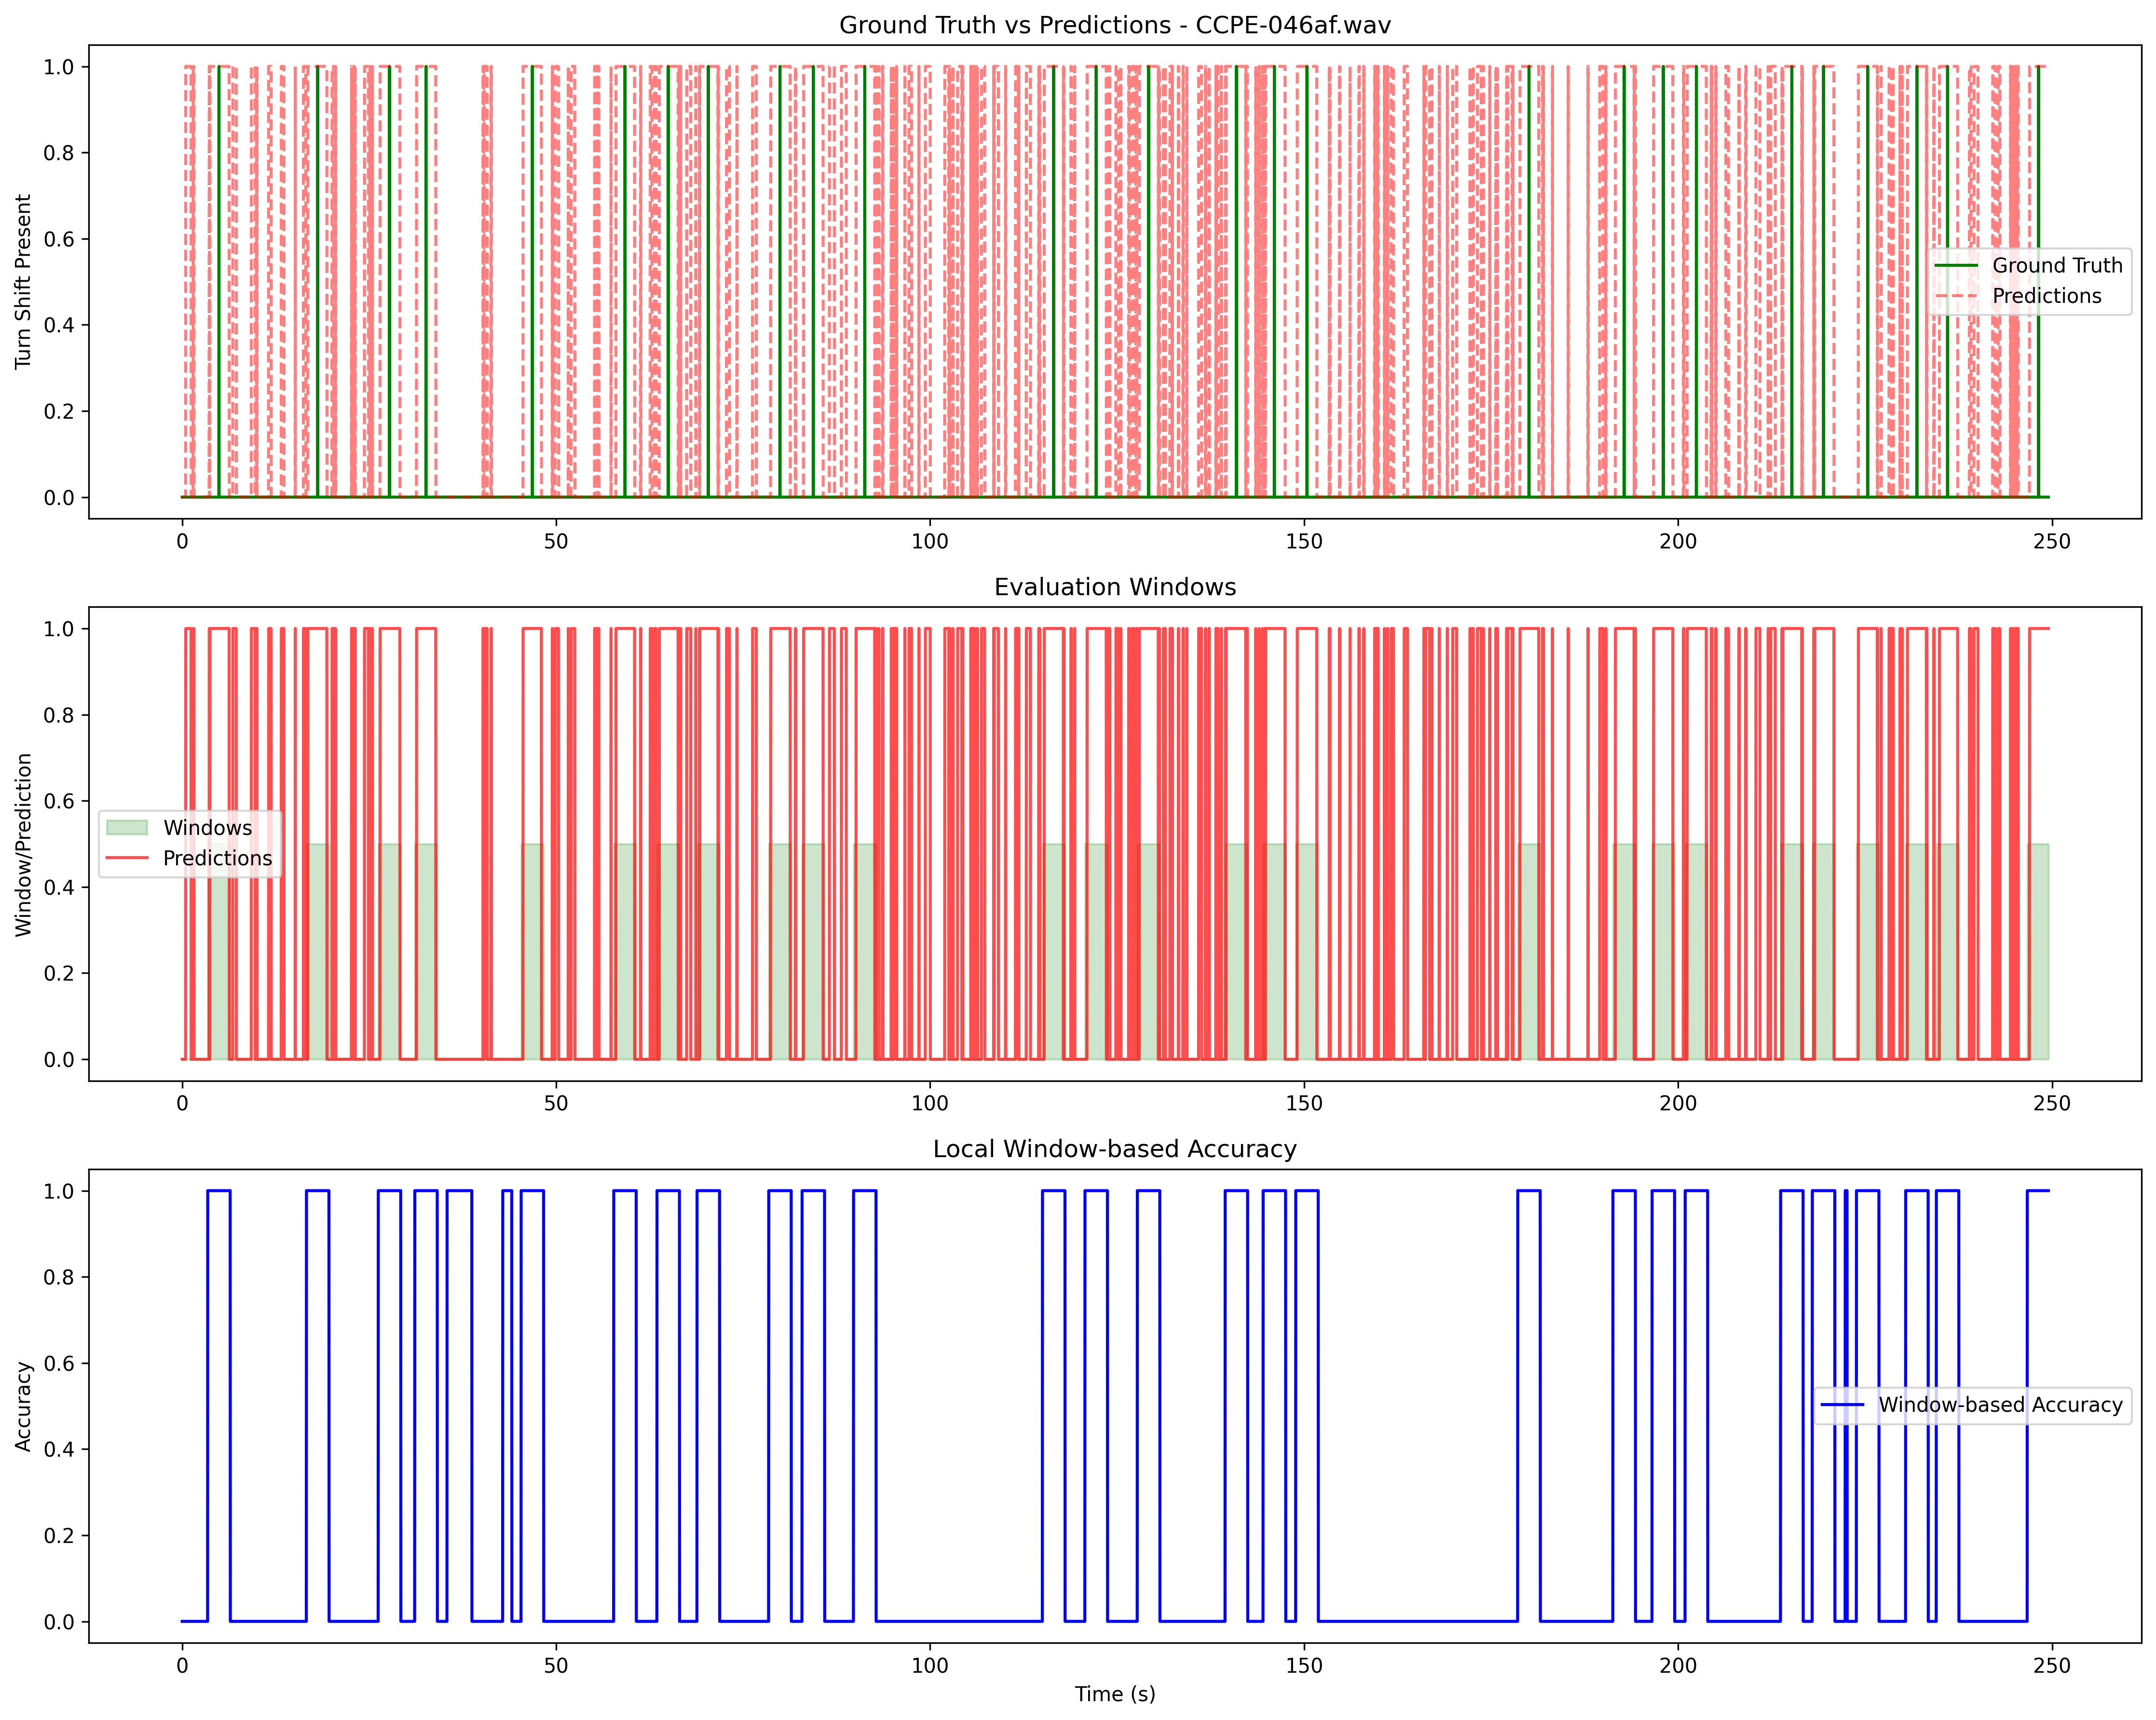 Ground Truth vs Predictions - CCPE-046af.wav
Turn Shift Present
1.0
0.8
0.6
0.4
0.2
0.0
Ground Truth
Predictions
0 50 100 150 200 250
Evaluation Windows
Window/Prediction
1.0
0.8
0.6
0.4
0.2
0.0
Windows
Predictions
0 50 100 150 200 250
Local Window-based Accuracy
Accuracy
1.0
0.8
0.6
0.4
0.2
0.0
Window-based Accuracy
0 50 100 150 200 250
Time (s)